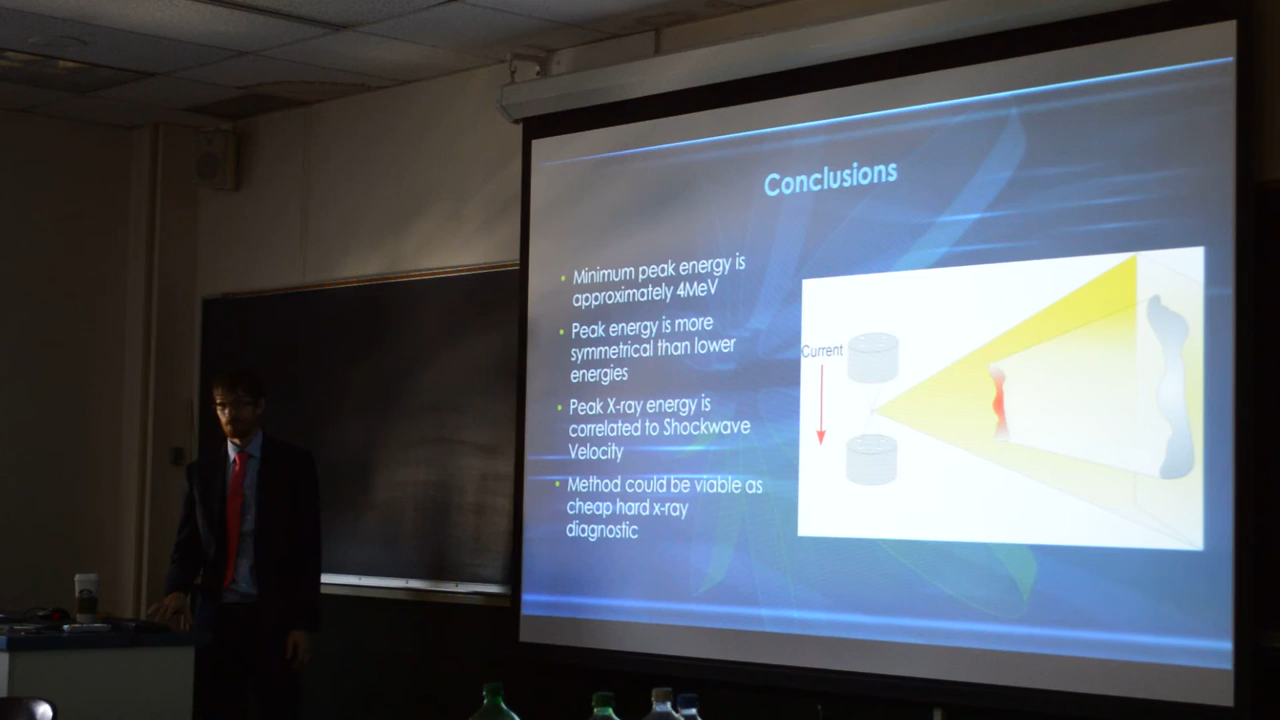 Conclusions
• Minimum peak energy is
approximately 4MeV
• Peak energy is more
symmetrical than lower
energies
• Peak X-ray energy is
correlated to Shockwave
Velocity
• Method could be viable as
cheap hard x-ray
diagnostic
Current